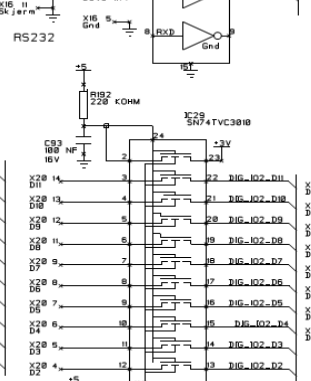 X16 11
Skjerm
X16 5
Gnd
RS232
8 RXD 9
Gnd
15
+5
R192
220 KOHM
IC29
SN74TVC3010
C93
100 NF
16V
24
+3V
2 23
X20 14 3 22 DIG_IO2_D11
D11
X20 13 4 21 DIG_IO2_D10
D10
X20 12 5 20 DIG_IO2_D9
D9
X20 11 6 19 DIG_IO2_D8
D8
X20 9 7 18 DIG_IO2_D7
D7
X20 8 8 17 DIG_IO2_D6
D6
X20 7 9 16 DIG_IO2_D5
D5
X20 6 10 15 DIG_IO2_D4
D4
X20 5 11 14 DIG_IO2_D3
D3
X20 4 12 13 DIG_IO2_D2
D2
+5